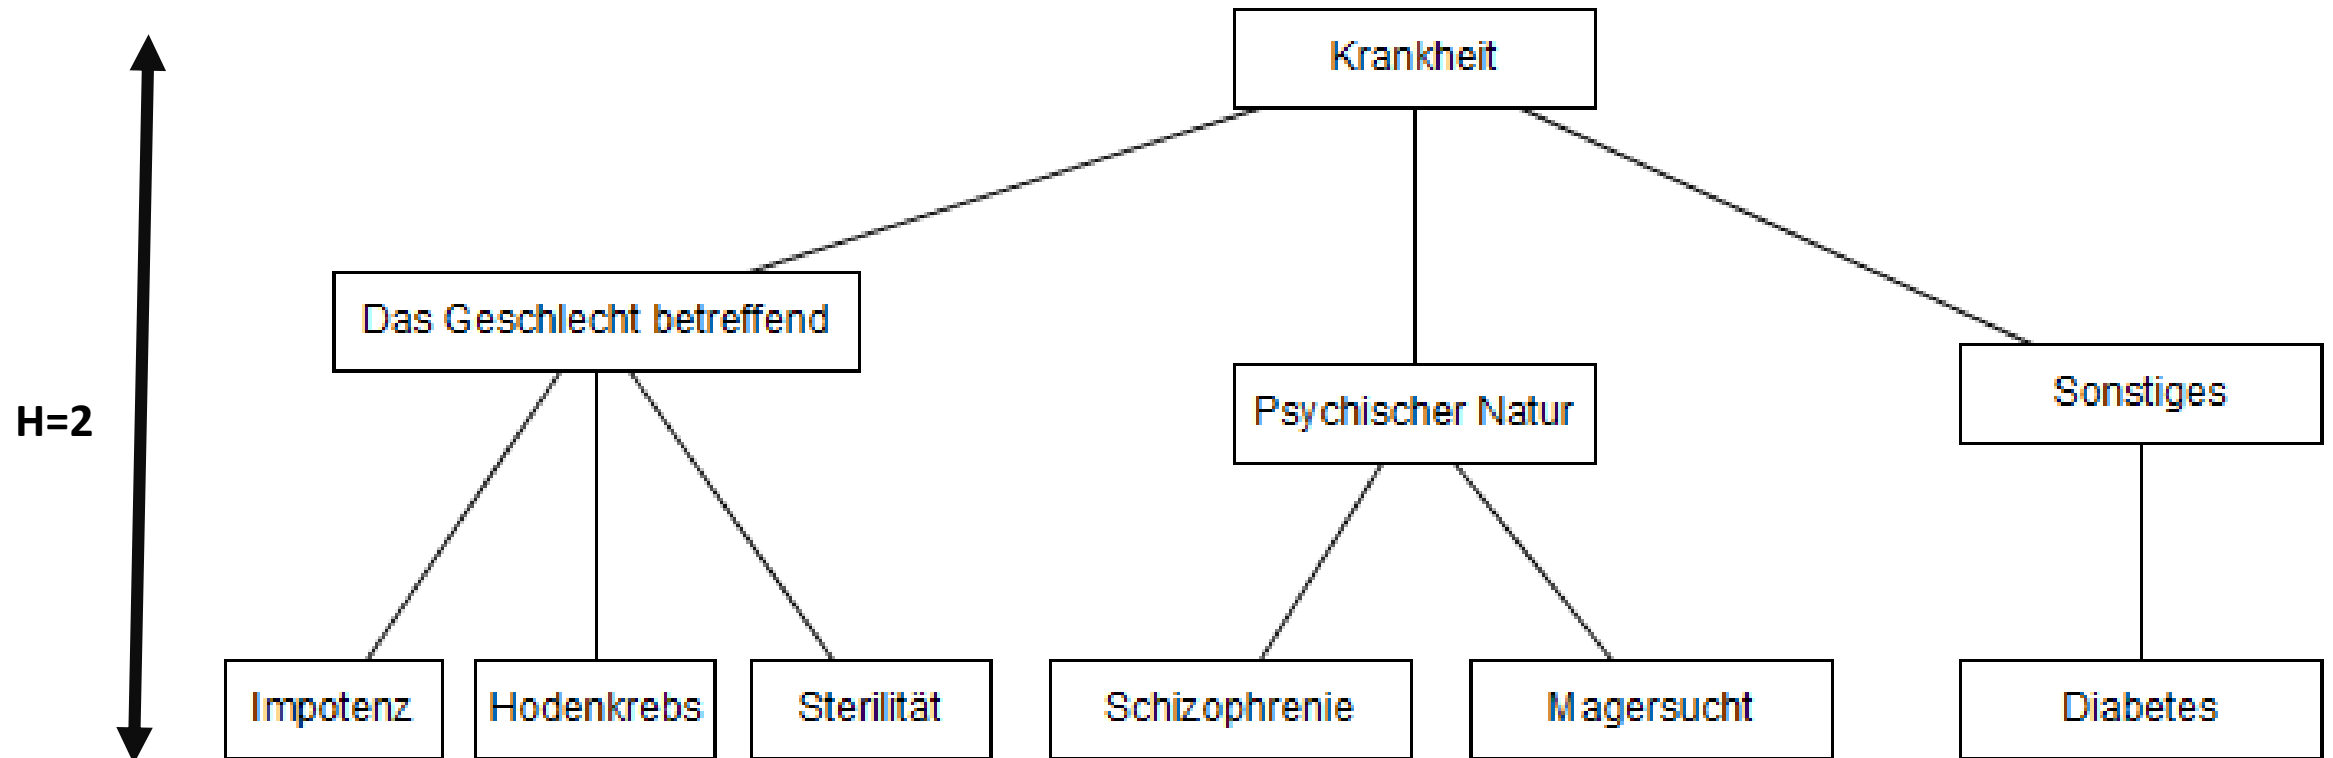 Krankheit
Das Geschlecht betreffend
Sonstiges
Psychischer Natur
H=2
Impotenz
Hodenkrebs
Sterilität
Schizophrenie
Magersucht
Diabetes